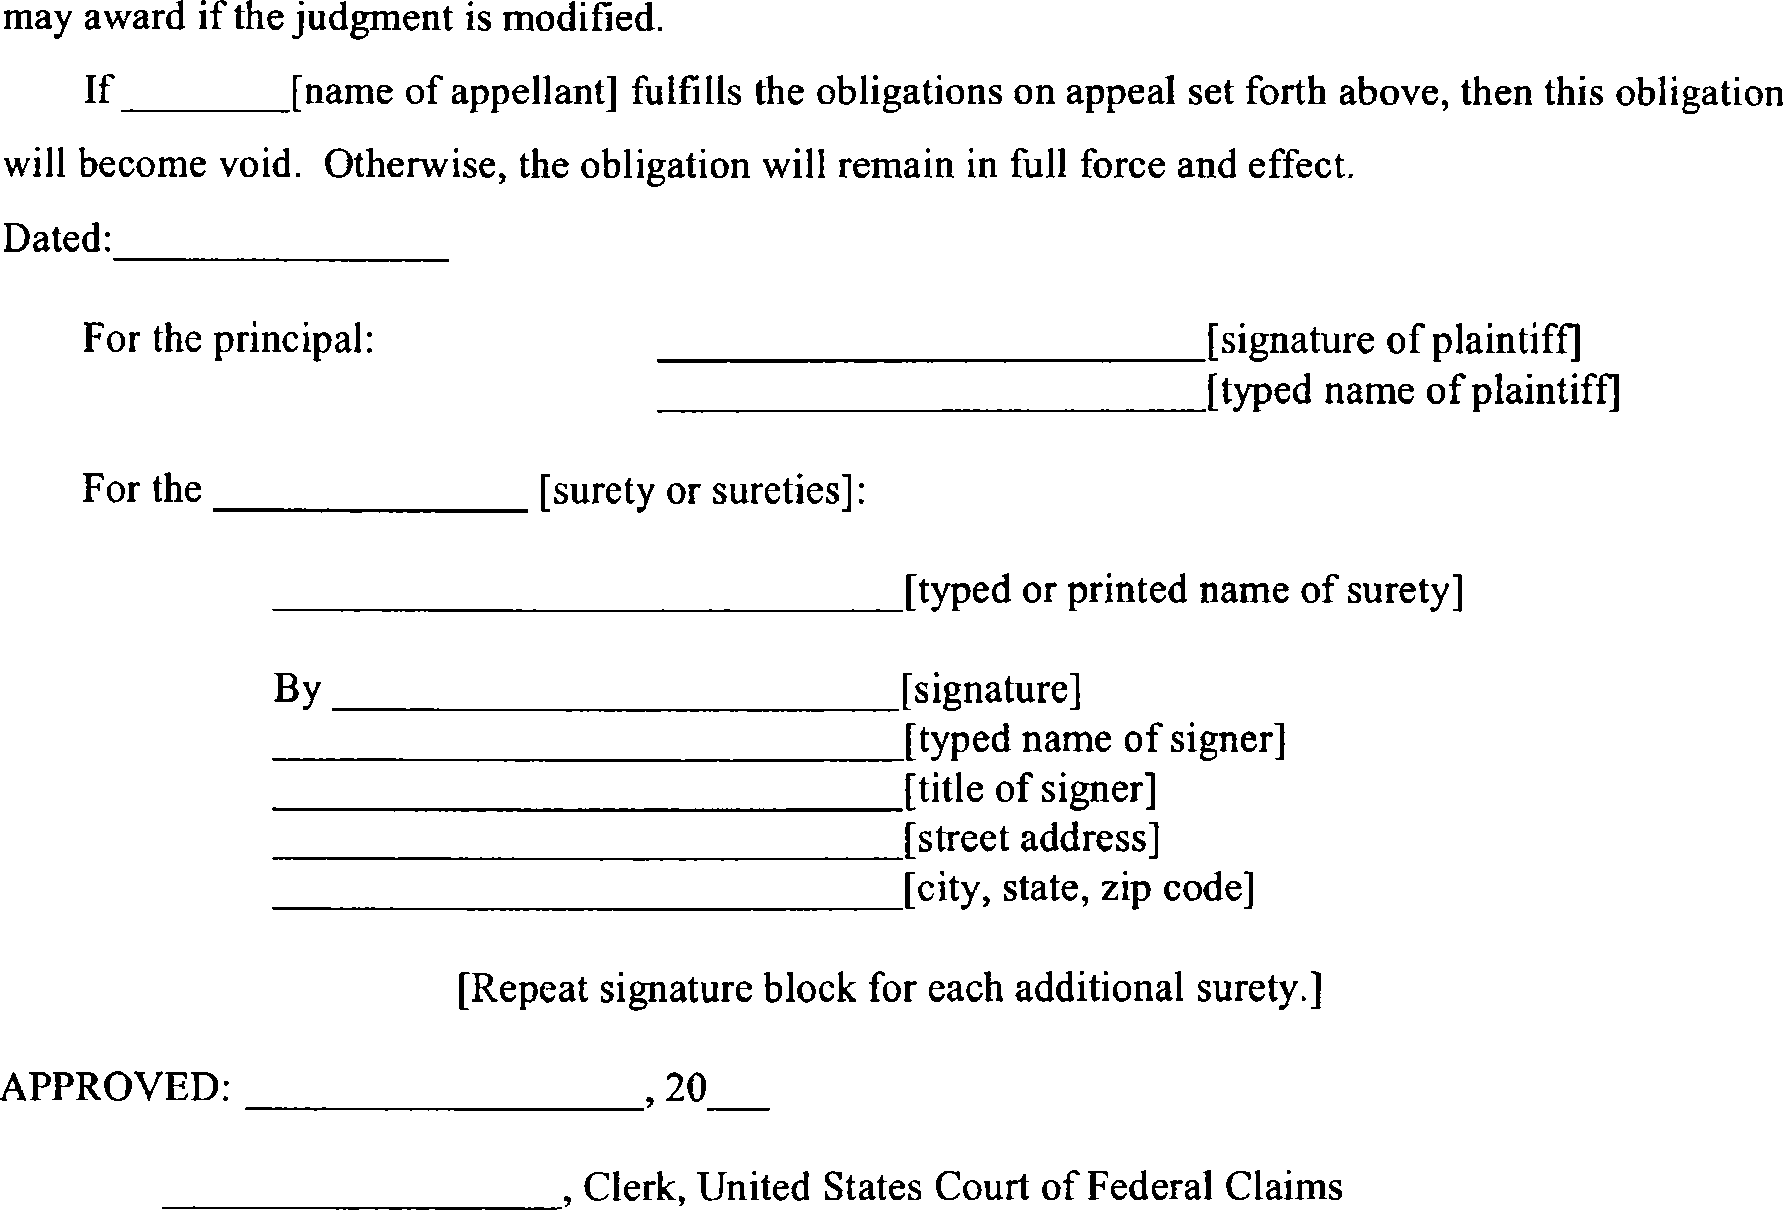 may award if the judgment is modified.
If ________[name of appellant] fulfills the obligations on appeal set forth above, then this obligation
will become void. Otherwise, the obligation will remain in full force and effect.
Dated:________________
For the principal: __________________________[signature of plaintiff]
__________________________[typed name of plaintiff]
For the _______________ [surety or sureties]:
______________________________[typed or printed name of surety]
By ___________________________[signature]
______________________________[typed name of signer]
______________________________[title of signer]
______________________________[street address]
______________________________[city, state, zip code]
[Repeat signature block for each additional surety.]
APPROVED: ____________________, 20___
___________________, Clerk, United States Court of Federal Claims